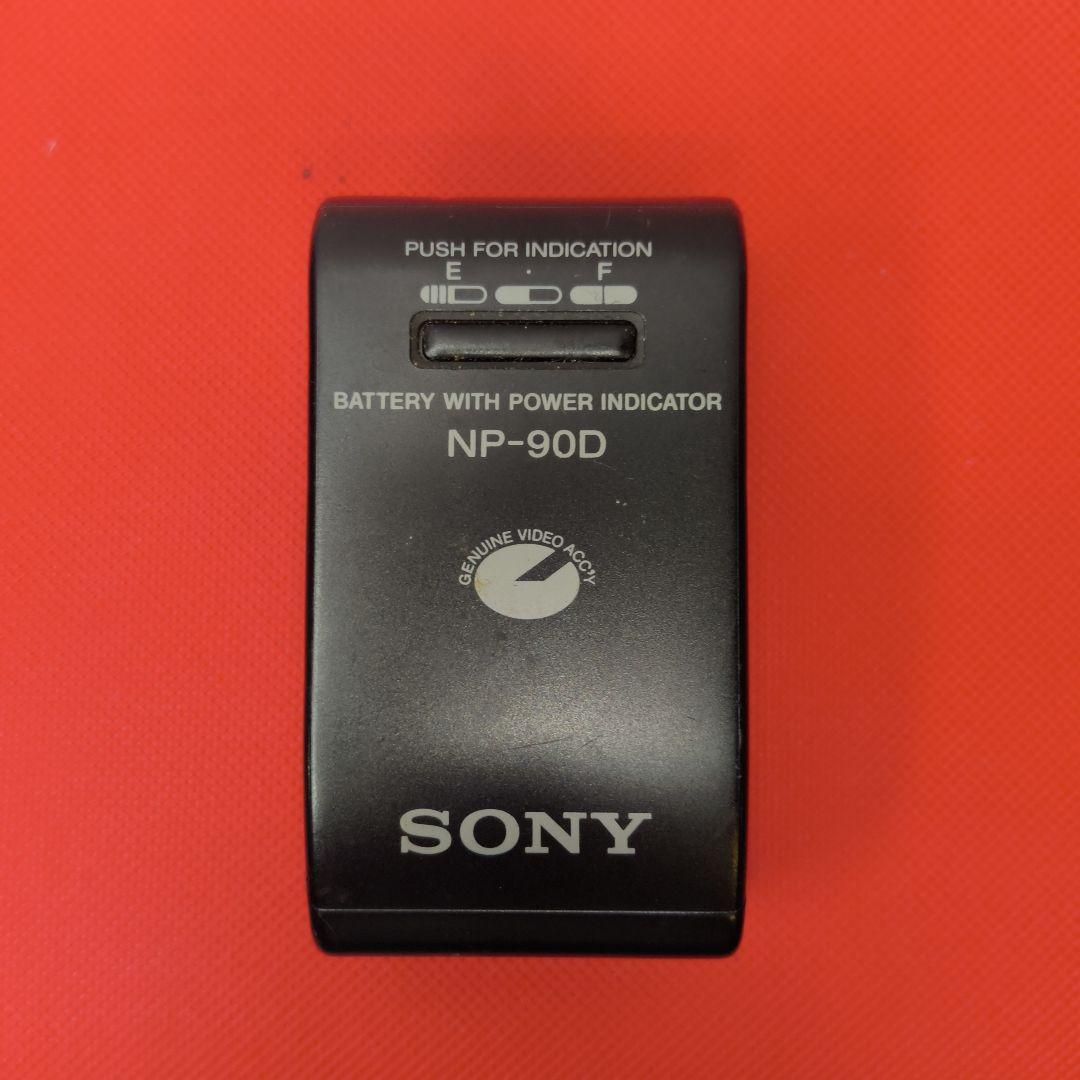 PUSH FOR INDICATION
E · F
BATTERY WITH POWER INDICATOR
NP-90D
GENUINE VIDEO ACC'Y
SONY